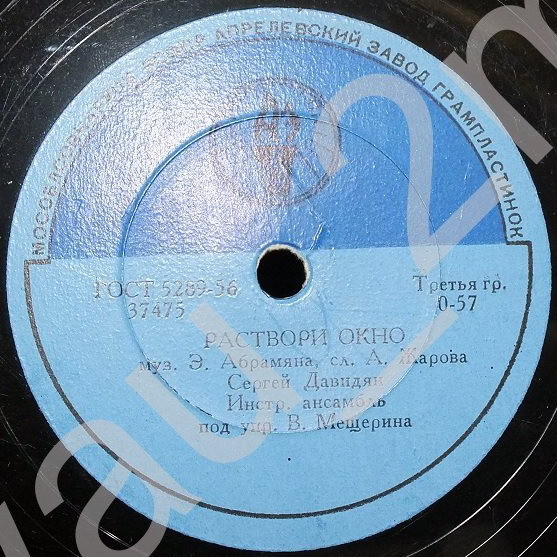 АПРЕЛЕВСКИЙ ЗАВОД ГРАМПЛАСТИНОК
ГОСТ 5289-56
37475
Третья гр.
0-57
РАСТВОРИ ОКНО
муз. Э. Абрамяна, сл. А. Жарова
Сергей Давидян
Инстр. ансамбль
под упр. В. Мещерина